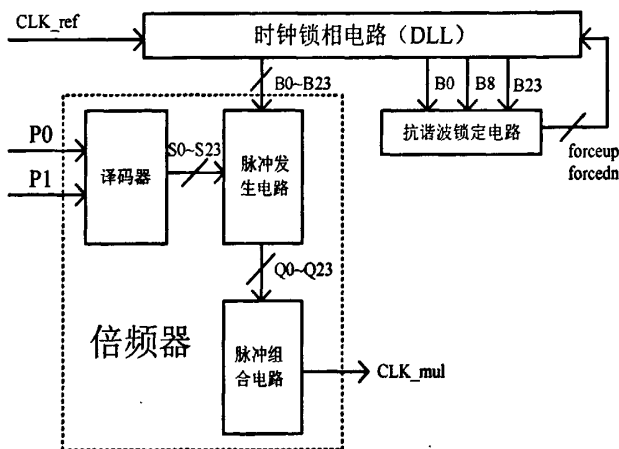 CLK_ref
时钟锁相电路（DLL）
B0~B23
B0
B8
B23
抗谐波锁定电路
forceup
forcedn
P0
P1
译码器
S0~S23
脉冲发
生电路
Q0~Q23
倍频器
脉冲组
合电路
CLK_mul